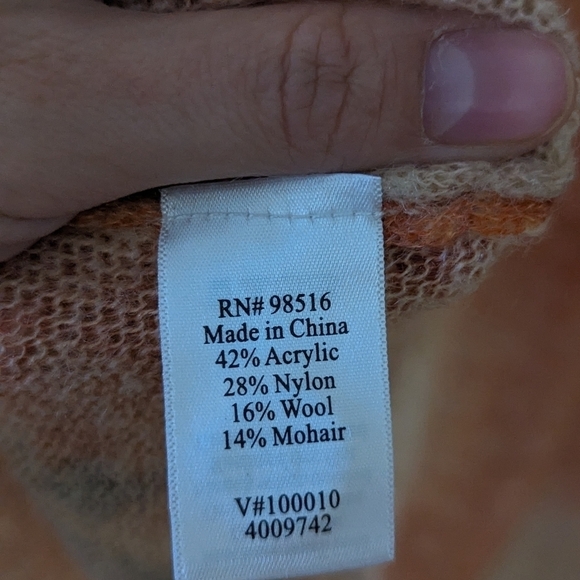 RN# 98516
Made in China
42% Acrylic
28% Nylon
16% Wool
14% Mohair
V#100010
4009742